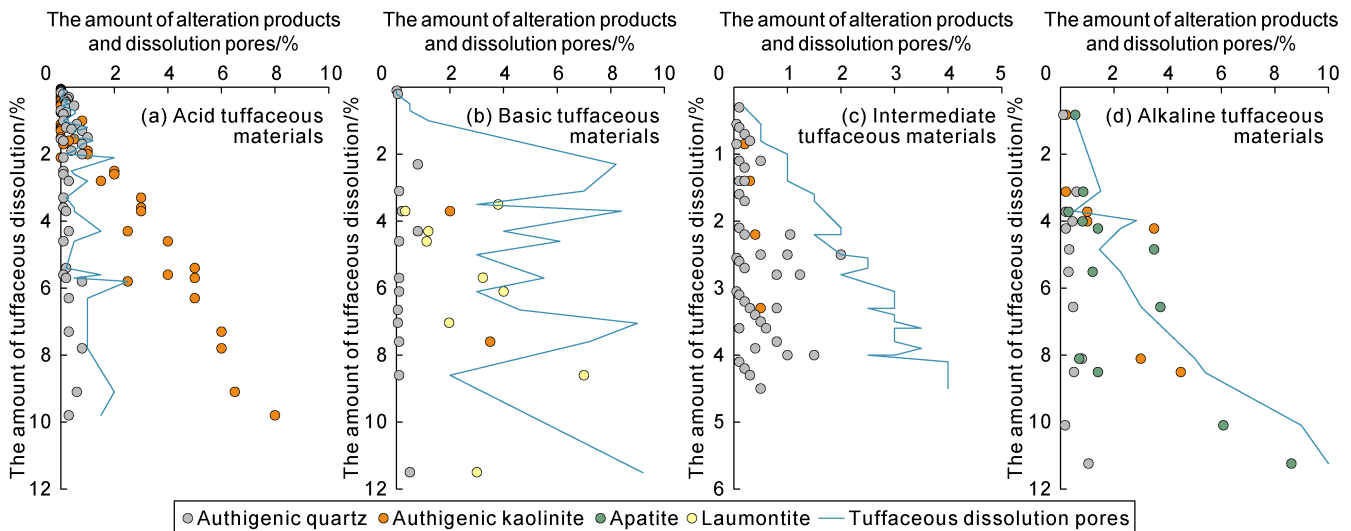 The amount of alteration products
and dissolution pores/%
0 2 4 6 8 10
The amount of tuffaceous dissolution/%
2
4
6
8
10
12
(a) Acid tuffaceous
materials
The amount of alteration products
and dissolution pores/%
0 2 4 6 8 10
The amount of tuffaceous dissolution/%
2
4
6
8
10
12
(b) Basic tuffaceous
materials
The amount of alteration products
and dissolution pores/%
0 1 2 3 4 5
The amount of tuffaceous dissolution/%
1
2
3
4
5
6
(c) Intermediate
tuffaceous materials
The amount of alteration products
and dissolution pores/%
0 2 4 6 8 10
The amount of tuffaceous dissolution/%
2
4
6
8
10
12
(d) Alkaline tuffaceous
materials
Authigenic quartz Authigenic kaolinite Apatite Laumontite Tuffaceous dissolution pores